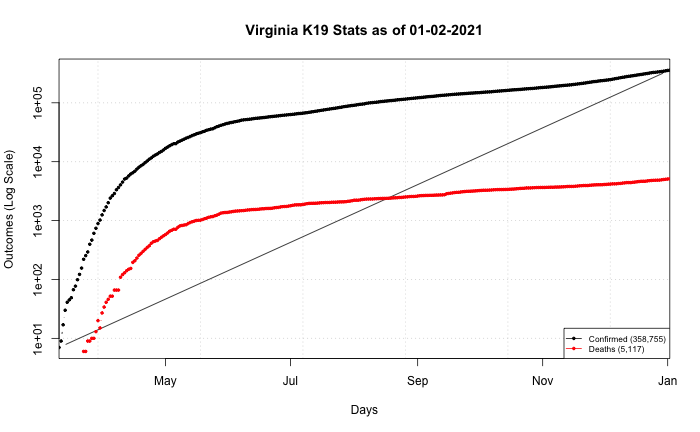 Virginia K19 Stats as of 01-02-2021
Outcomes (Log Scale)
1e+05
1e+04
1e+03
1e+02
1e+01
Confirmed (358,755)
Deaths (5,117)
May Jul Sep Nov Jan
Days